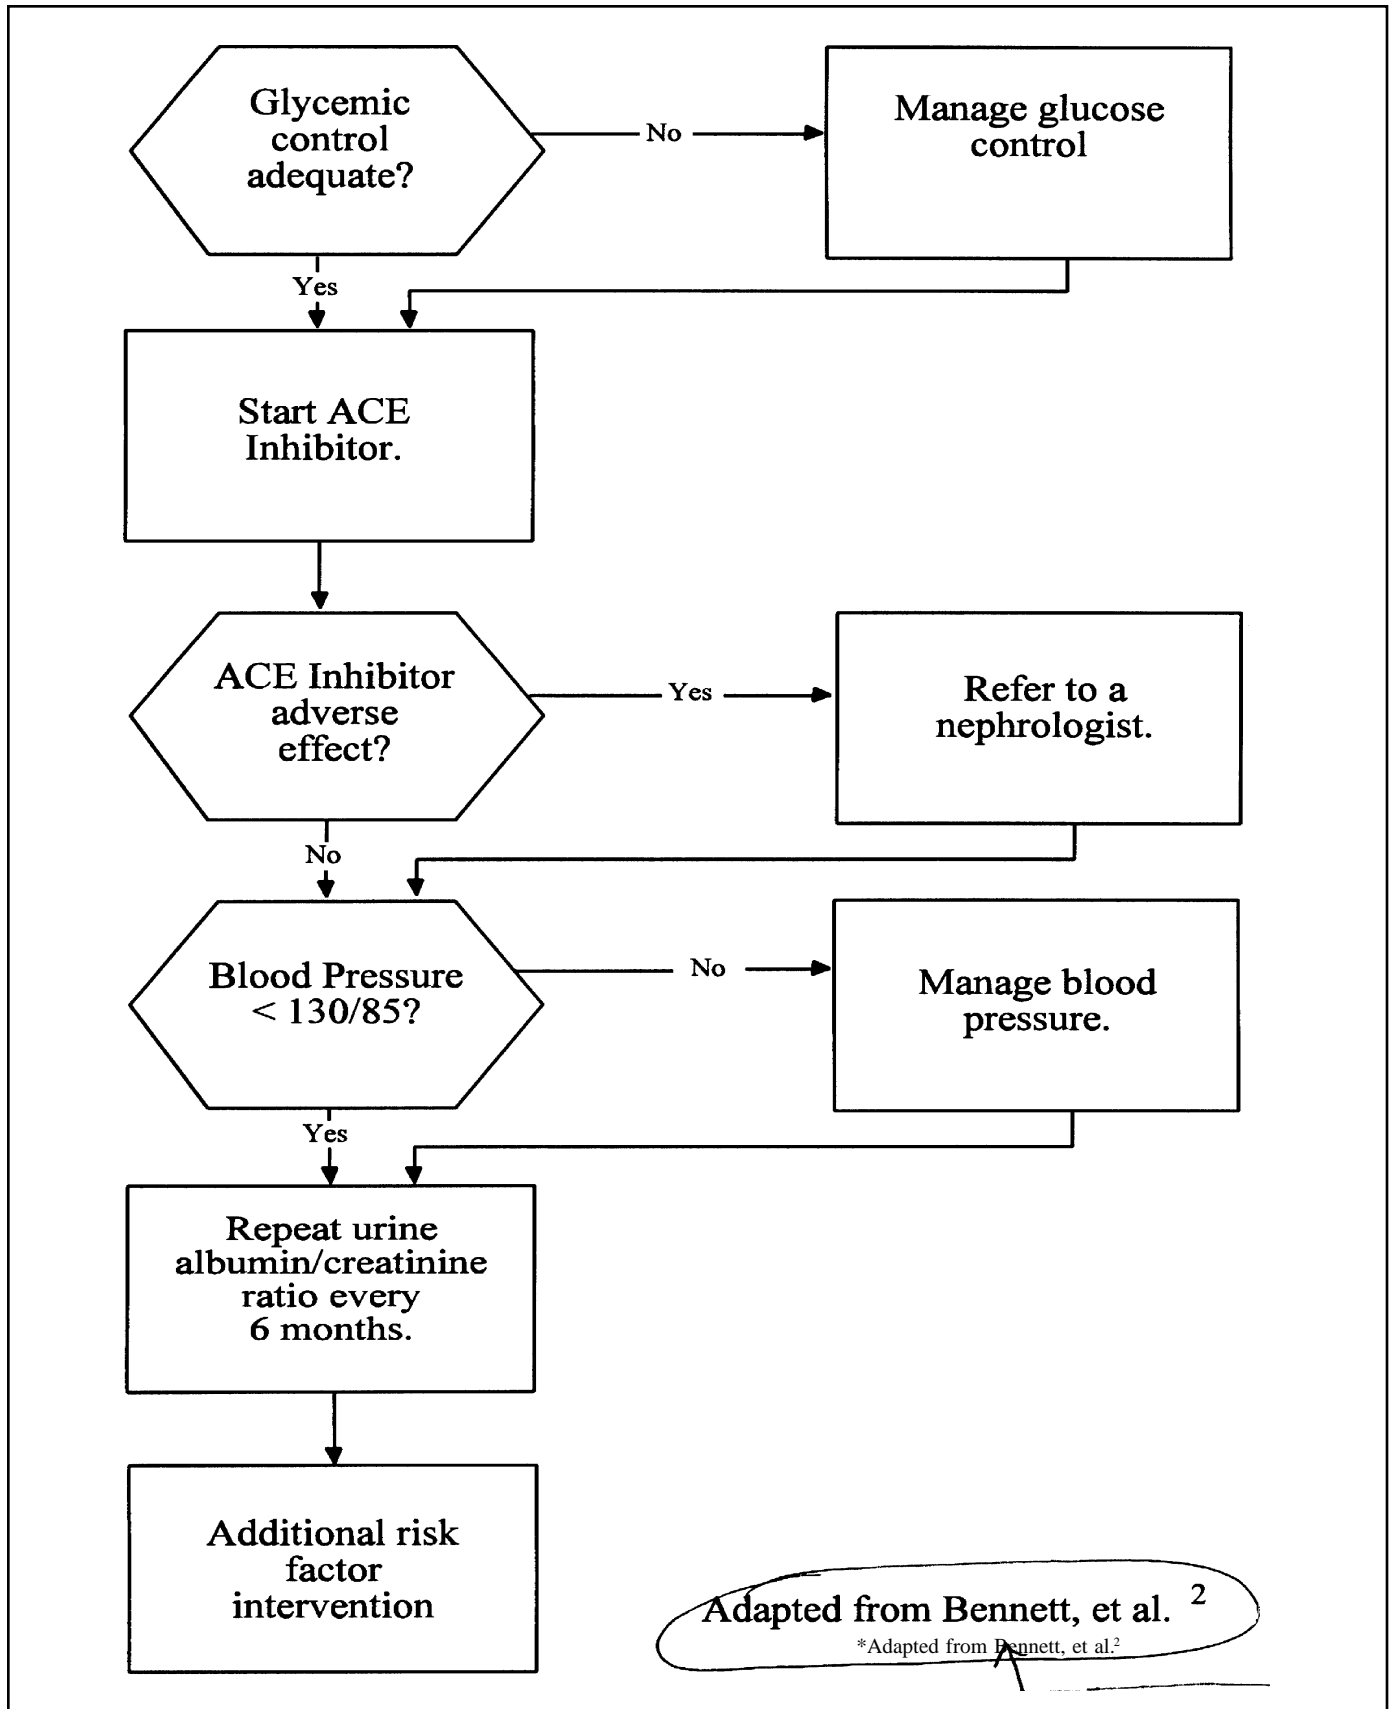 Glycemic
control
adequate?
No
Manage glucose
control
Yes
Start ACE
Inhibitor.
ACE Inhibitor
adverse
effect?
Yes
Refer to a
nephrologist.
No
Blood Pressure
< 130/85?
No
Manage blood
pressure.
Yes
Repeat urine
albumin/creatinine
ratio every
6 months.
Additional risk
factor
intervention
Adapted from Bennett, et al. 2
*Adapted from Bennett, et al.2